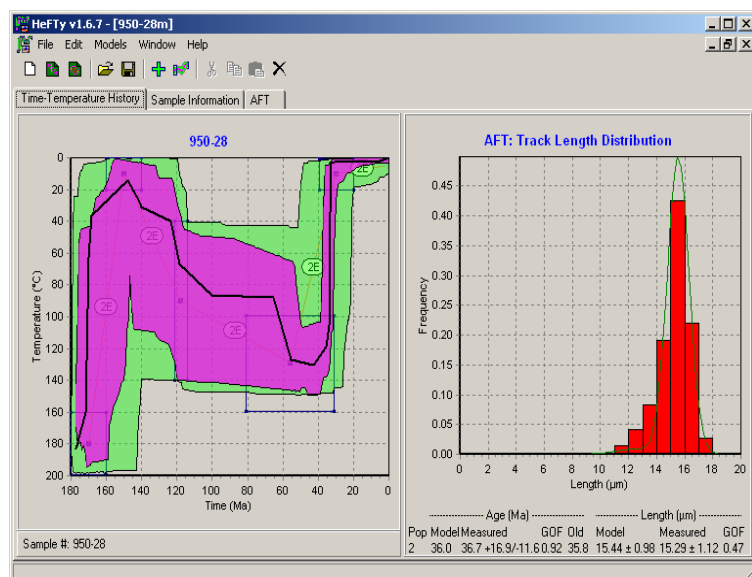 HeFTy v1.6.7 - [950-28m]
File Edit Models Window Help
Time-Temperature History Sample Information AFT
950-28
0
20
40
60
80
100
120
140
160
180
200
Temperature (°C)
2E
2E
2E
2E
2E
180 160 140 120 100 80 60 40 20 0
Time (Ma)
Sample #: 950-28
AFT: Track Length Distribution
0.45
0.40
0.35
0.30
0.25
0.20
0.15
0.10
0.05
0.00
Frequency
0 2 4 6 8 10 12 14 16 18 20
Length (µm)
Age (Ma) Length (µm)
Pop Model Measured GOF Old Model Measured GOF
2 36.0 36.7 +16.9/-11.6 0.92 35.8 15.44 ± 0.98 15.29 ± 1.12 0.47